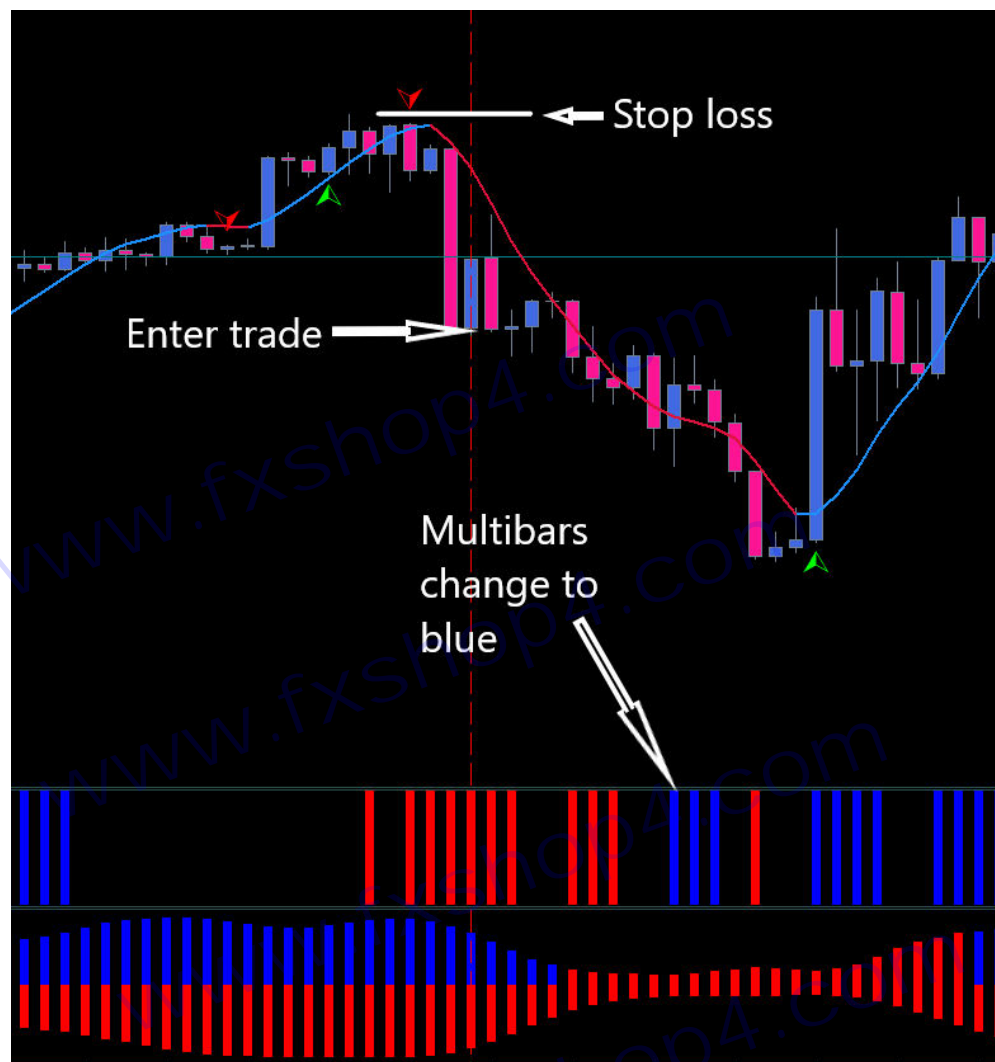 Stop loss
Enter trade
www.fxshop4.com
Multibars
change to
blue
www.fxshop4.com
www.fxshop4.com